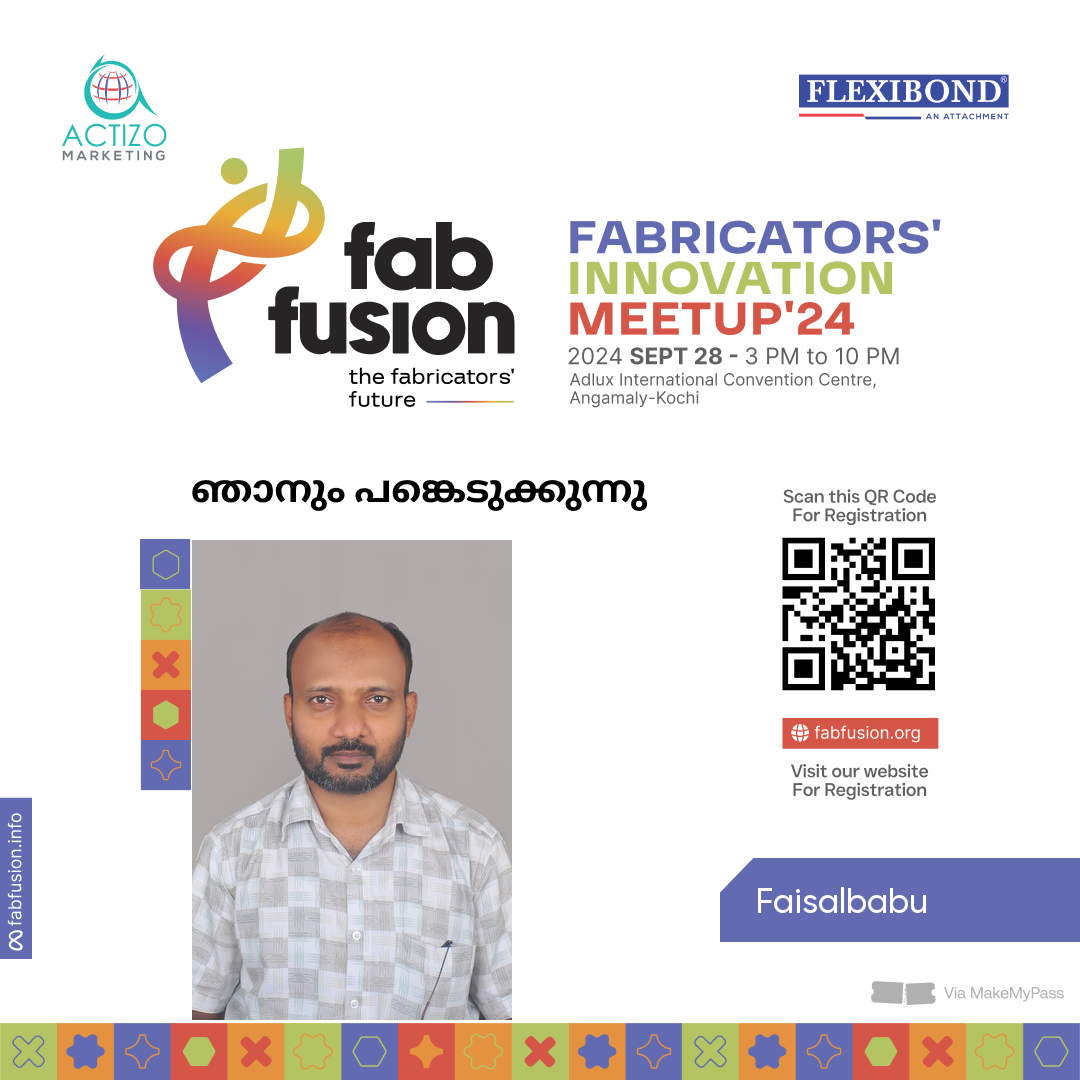 ACTIZO
MARKETING
FLEXIBOND®
AN ATTACHMENT
fab
fusion
the fabricators'
future
FABRICATORS'
INNOVATION
MEETUP'24
2024 SEPT 28 - 3 PM to 10 PM
Adlux International Convention Centre,
Angamaly-Kochi
ഞാനും പങ്കെടുക്കുന്നു
Scan this QR Code
For Registration
fabfusion.org
Visit our website
For Registration
fabfusion.info
Faisalbabu
Via MakeMyPass